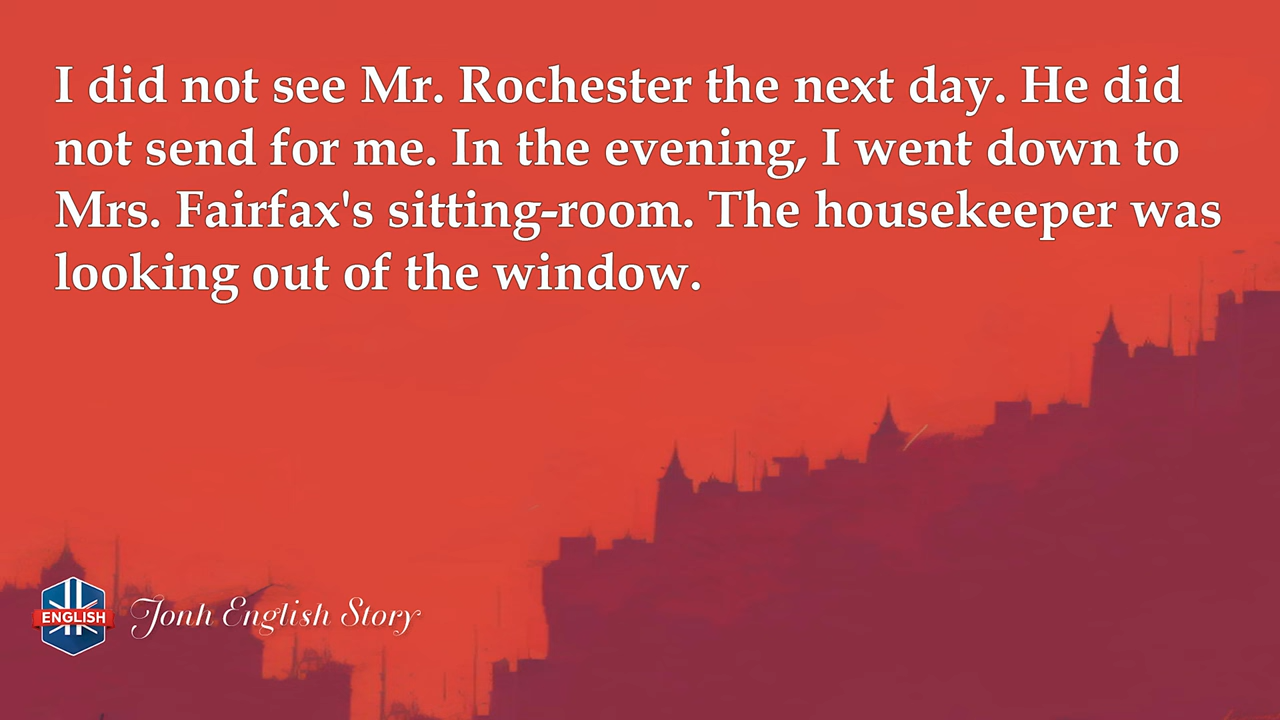 I did not see Mr. Rochester the next day. He did
not send for me. In the evening, I went down to
Mrs. Fairfax's sitting-room. The housekeeper was
looking out of the window.
ENGLISH
Jonh English Story